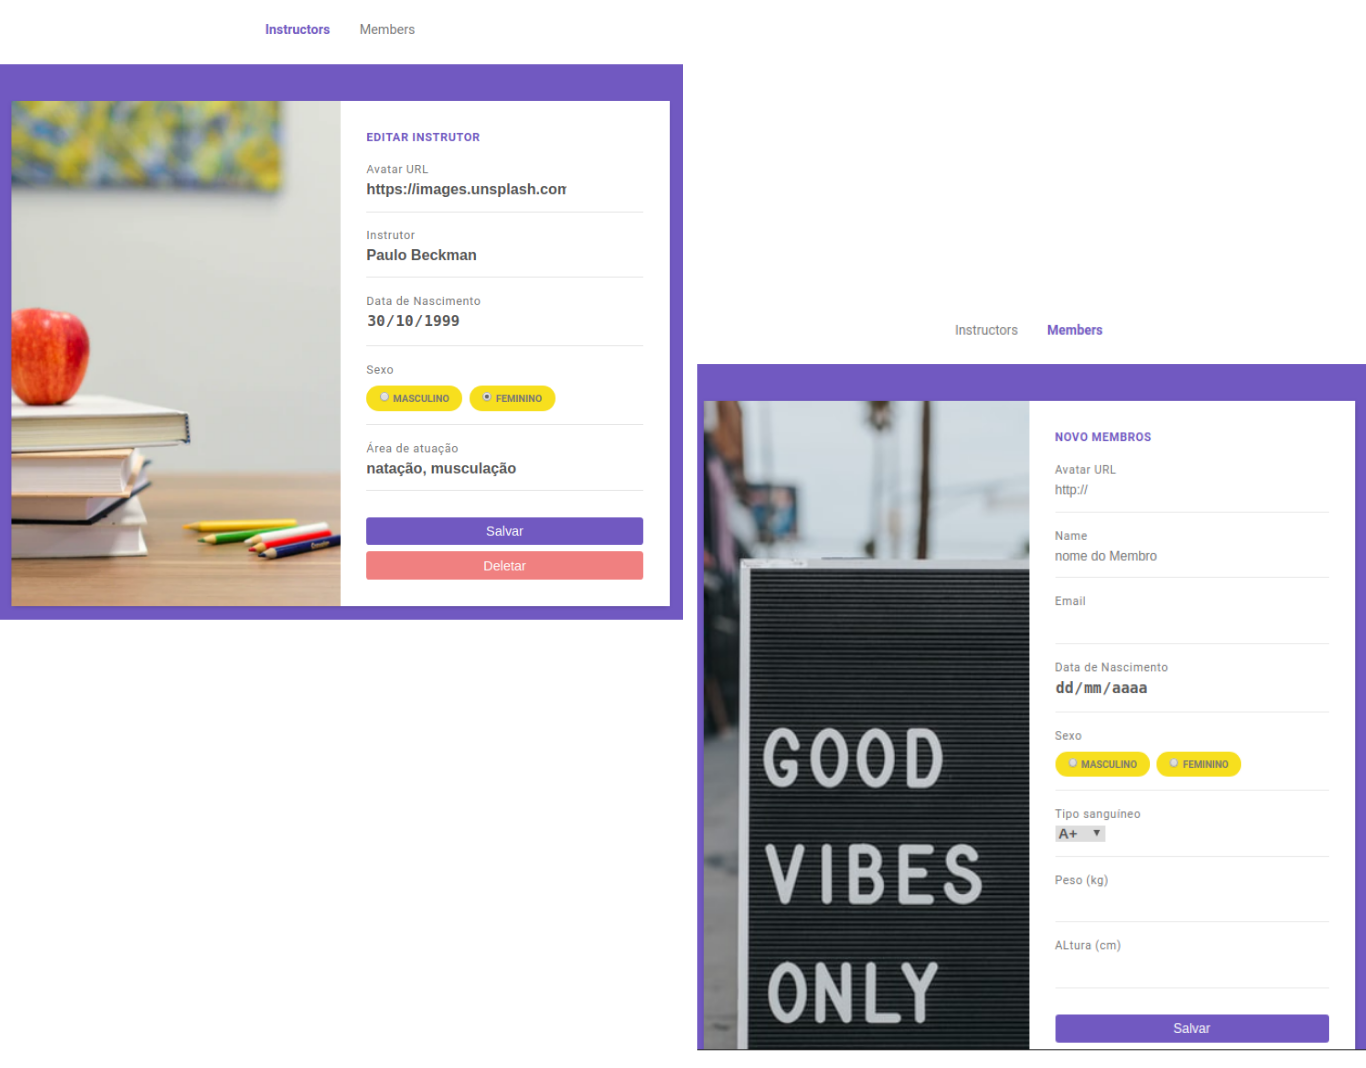 Instructors Members
EDITAR INSTRUTOR
Avatar URL
https://images.unsplash.com
Instrutor
Paulo Beckman
Data de Nascimento
30/10/1999
Sexo
MASCULINO FEMININO
Área de atuação
natação, musculação
Salvar
Deletar
Instructors Members
NOVO MEMBROS
Avatar URL
http://
Name
nome do Membro
Email
Data de Nascimento
dd/mm/aaaa
Sexo
MASCULINO FEMININO
Tipo sanguíneo
A+
Peso (kg)
ALtura (cm)
Salvar
GOOD
VIBES
ONLY